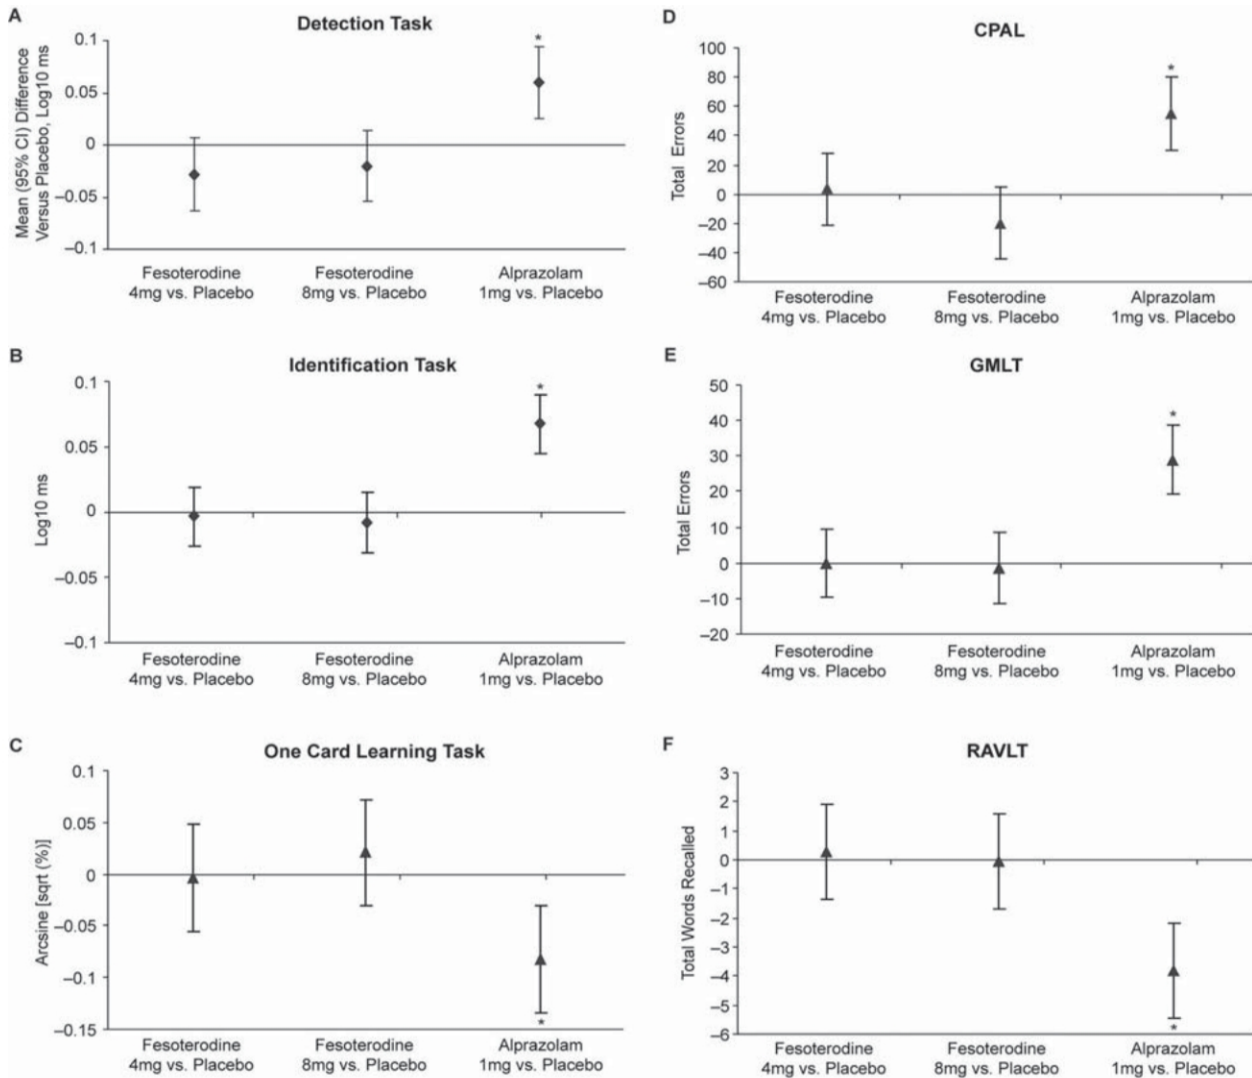 A
Detection Task
Mean (95% CI) Difference
Versus Placebo, Log10 ms
0.1
0.05
0
–0.05
–0.1
*
Fesoterodine
4mg vs. Placebo
Fesoterodine
8mg vs. Placebo
Alprazolam
1mg vs. Placebo
B
Identification Task
Log10 ms
0.1
0.05
0
–0.05
–0.1
*
Fesoterodine
4mg vs. Placebo
Fesoterodine
8mg vs. Placebo
Alprazolam
1mg vs. Placebo
C
One Card Learning Task
Arcsine [sqrt (%)]
0.1
0.05
0
–0.05
–0.1
–0.15
*
Fesoterodine
4mg vs. Placebo
Fesoterodine
8mg vs. Placebo
Alprazolam
1mg vs. Placebo
D
CPAL
Total Errors
100
80
60
40
20
0
–20
–40
–60
*
Fesoterodine
4mg vs. Placebo
Fesoterodine
8mg vs. Placebo
Alprazolam
1mg vs. Placebo
E
GMLT
Total Errors
50
40
30
20
10
0
–10
–20
*
Fesoterodine
4mg vs. Placebo
Fesoterodine
8mg vs. Placebo
Alprazolam
1mg vs. Placebo
F
RAVLT
Total Words Recalled
3
2
1
0
–1
–2
–3
–4
–5
–6
*
Fesoterodine
4mg vs. Placebo
Fesoterodine
8mg vs. Placebo
Alprazolam
1mg vs. Placebo